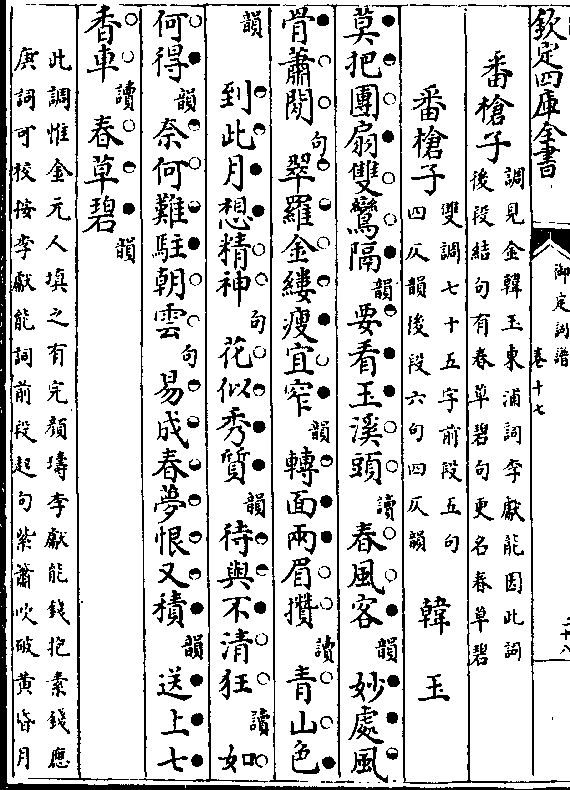 欽定四庫全書
御定詞譜
卷十七
二十八
番槍子
調見金韓玉東浦詞李獻能因此詞
後段結句有春草碧句更名春草碧
番槍子
雙調七十五字前段五句
四仄韻後段六句四仄韻
韓玉
莫把團扇雙鸞隔韻要看玉溪頭讀春風客韻妙處風
骨蕭閒句翠羅金縷瘦宜窄韻轉面兩眉攢讀青山色
韻到此月想精神句花似秀質韻待與不清狂讀如
何得韻奈何難駐朝雲句易成春夢恨又積韻送上七
香車讀春草碧韻
此調惟金元人填之有完顏璹李獻能錢抱素錢應
庚詞可校按李獻能詞前段起句紫簫吹破黃昏月